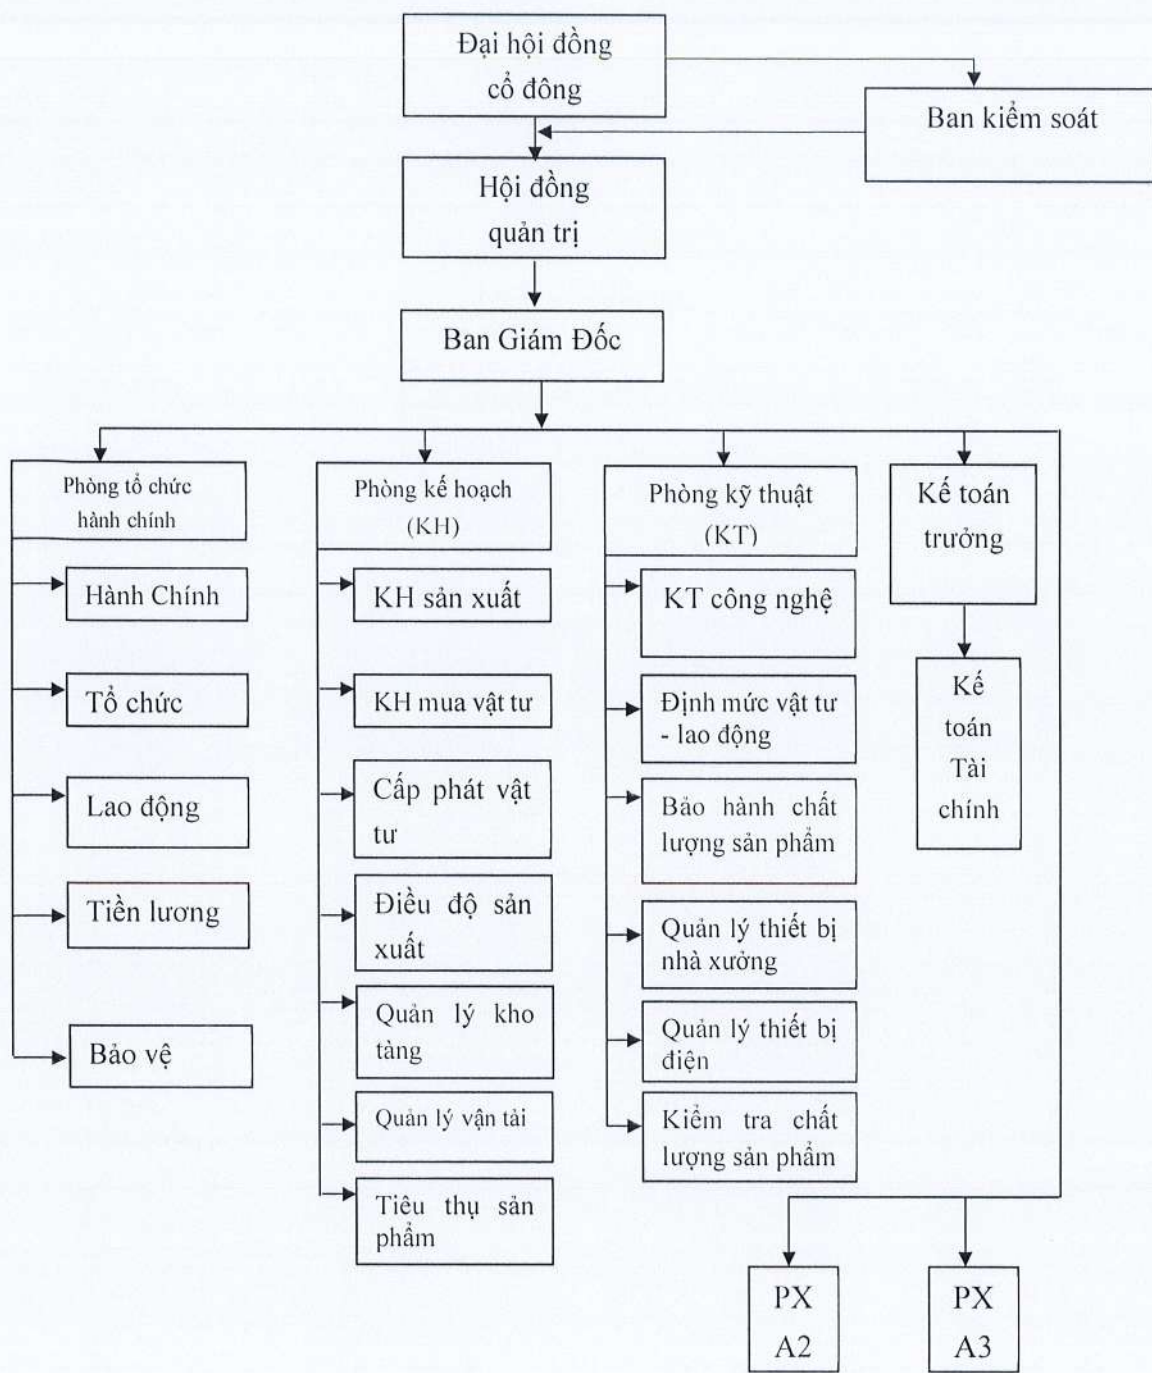 Đại hội đồng
cổ đông
Ban kiểm soát
Hội đồng
quản trị
Ban Giám Đốc
Phòng tổ chức
hành chính
Hành Chính
Tổ chức
Lao động
Tiền lương
Bảo vệ
Phòng kế hoạch
(KH)
KH sản xuất
KH mua vật tư
Cấp phát vật
tư
Điều độ sản
xuất
Quản lý kho
tàng
Quản lý vận tải
Tiêu thụ sản
phẩm
Phòng kỹ thuật
(KT)
KT công nghệ
Định mức vật tư
- lao động
Bảo hành chất
lượng sản phẩm
Quản lý thiết bị
nhà xưởng
Quản lý thiết bị
điện
Kiểm tra chất
lượng sản phẩm
Kế toán
trưởng
Kế
toán
Tài
chính
PX
A2
PX
A3